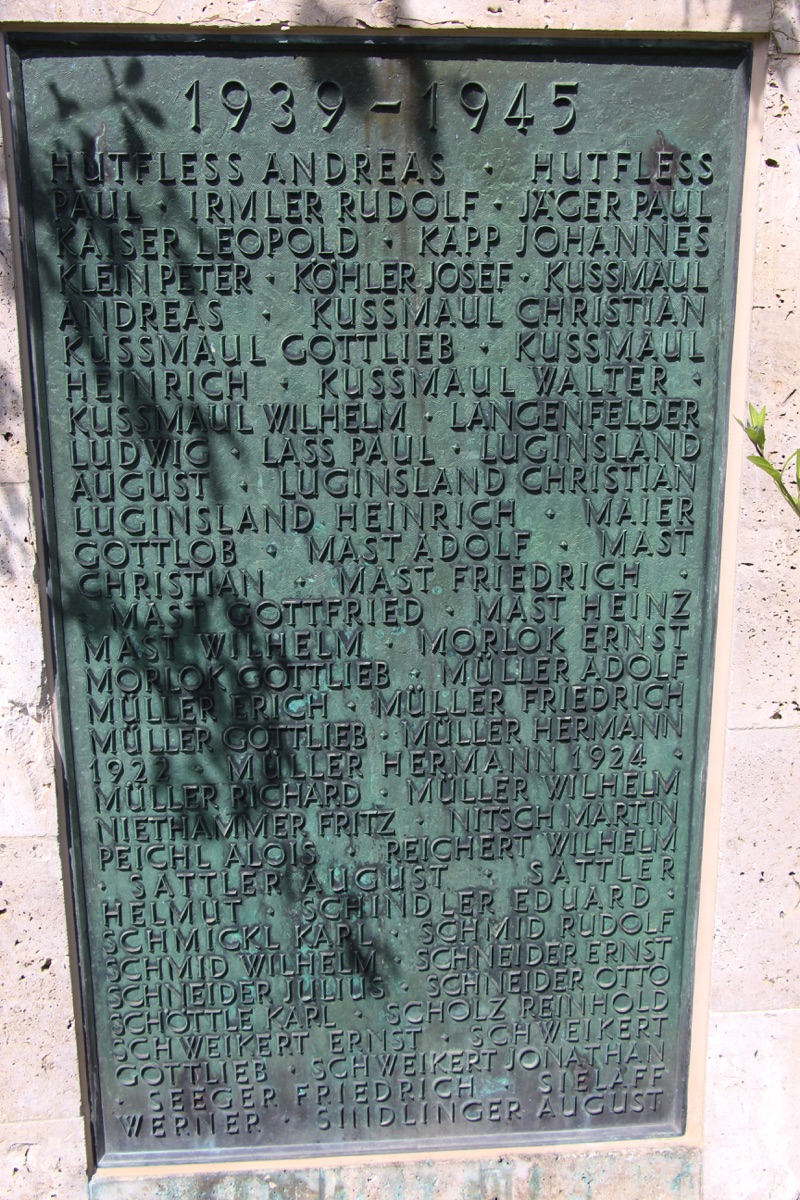 1939-1945
HUTFLESS ANDREAS · HUTFLESS
PAUL · IRMLER RUDOLF · JÄGER PAUL
KAISER LEOPOLD · KAPP JOHANNES
KLEIN PETER · KÖHLER JOSEF · KUSSMAUL
ANDREAS · KUSSMAUL CHRISTIAN
KUSSMAUL GOTTLIEB · KUSSMAUL
HEINRICH · KUSSMAUL WALTER ·
KUSSMAUL WILHELM · LANGENFELDER
LUDWIG · LASS PAUL · LUGINSLAND
AUGUST · LUGINSLAND CHRISTIAN
LUGINSLAND HEINRICH · MAIER
GOTTLOB · MAST ADOLF · MAST
CHRISTIAN · MAST FRIEDRICH ·
· MAST GOTTFRIED · MAST HEINZ
MAST WILHELM · MORLOK ERNST
MORLOK GOTTLIEB · MÜLLER ADOLF
MÜLLER ERICH · MÜLLER FRIEDRICH
MÜLLER GOTTLIEB · MÜLLER HERMANN
1922 · MÜLLER HERMANN 1924 ·
MÜLLER RICHARD · MÜLLER WILHELM
NIETHAMMER FRITZ · NITSCH MARTIN
PEICHL ALOIS · REICHERT WILHELM
· SATTLER AUGUST · SATTLER
HELMUT · SCHINDLER EDUARD ·
SCHMICKL KARL · SCHMID RUDOLF
SCHMID WILHELM · SCHNEIDER ERNST
SCHNEIDER JULIUS · SCHNEIDER OTTO
SCHÖTTLE KARL · SCHOLZ REINHOLD
SCHWEIKERT ERNST · SCHWEIKERT
GOTTLIEB · SCHWEIKERT JONATHAN
· SEEGER FRIEDRICH · SIELAFF
WERNER · SINDLINGER AUGUST